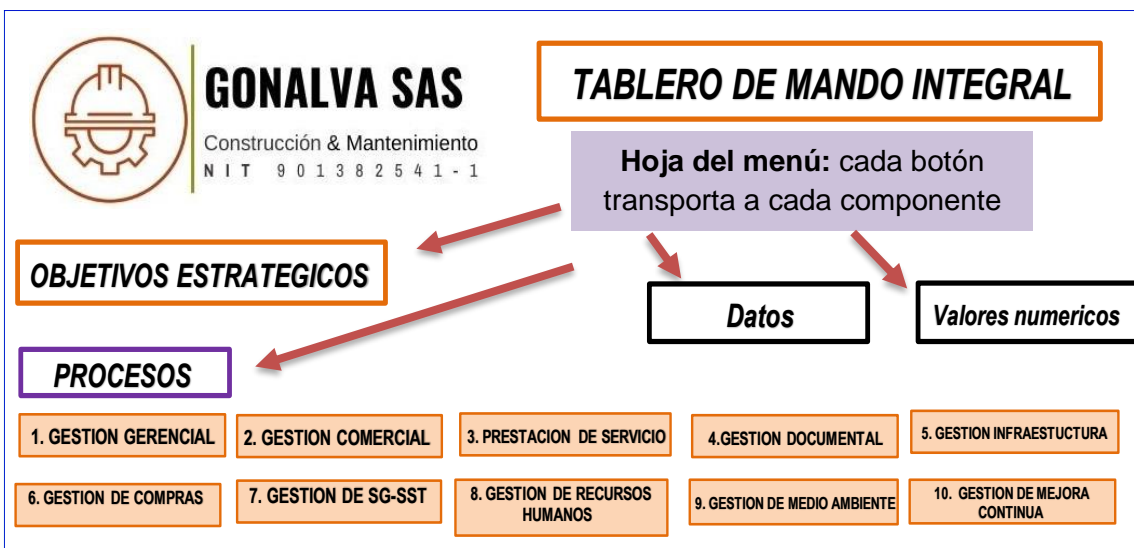 GONALVA SAS
Construcción & Mantenimiento
NIT 901382541-1
TABLERO DE MANDO INTEGRAL
Hoja del menú: cada botón
transporta a cada componente
OBJETIVOS ESTRATEGICOS
Datos
Valores numericos
PROCESOS
1. GESTION GERENCIAL
2. GESTION COMERCIAL
3. PRESTACION DE SERVICIO
4.GESTION DOCUMENTAL
5. GESTION INFRAESTUCTURA
6. GESTION DE COMPRAS
7. GESTION DE SG-SST
8. GESTION DE RECURSOS
HUMANOS
9. GESTION DE MEDIO AMBIENTE
10. GESTION DE MEJORA
CONTINUA